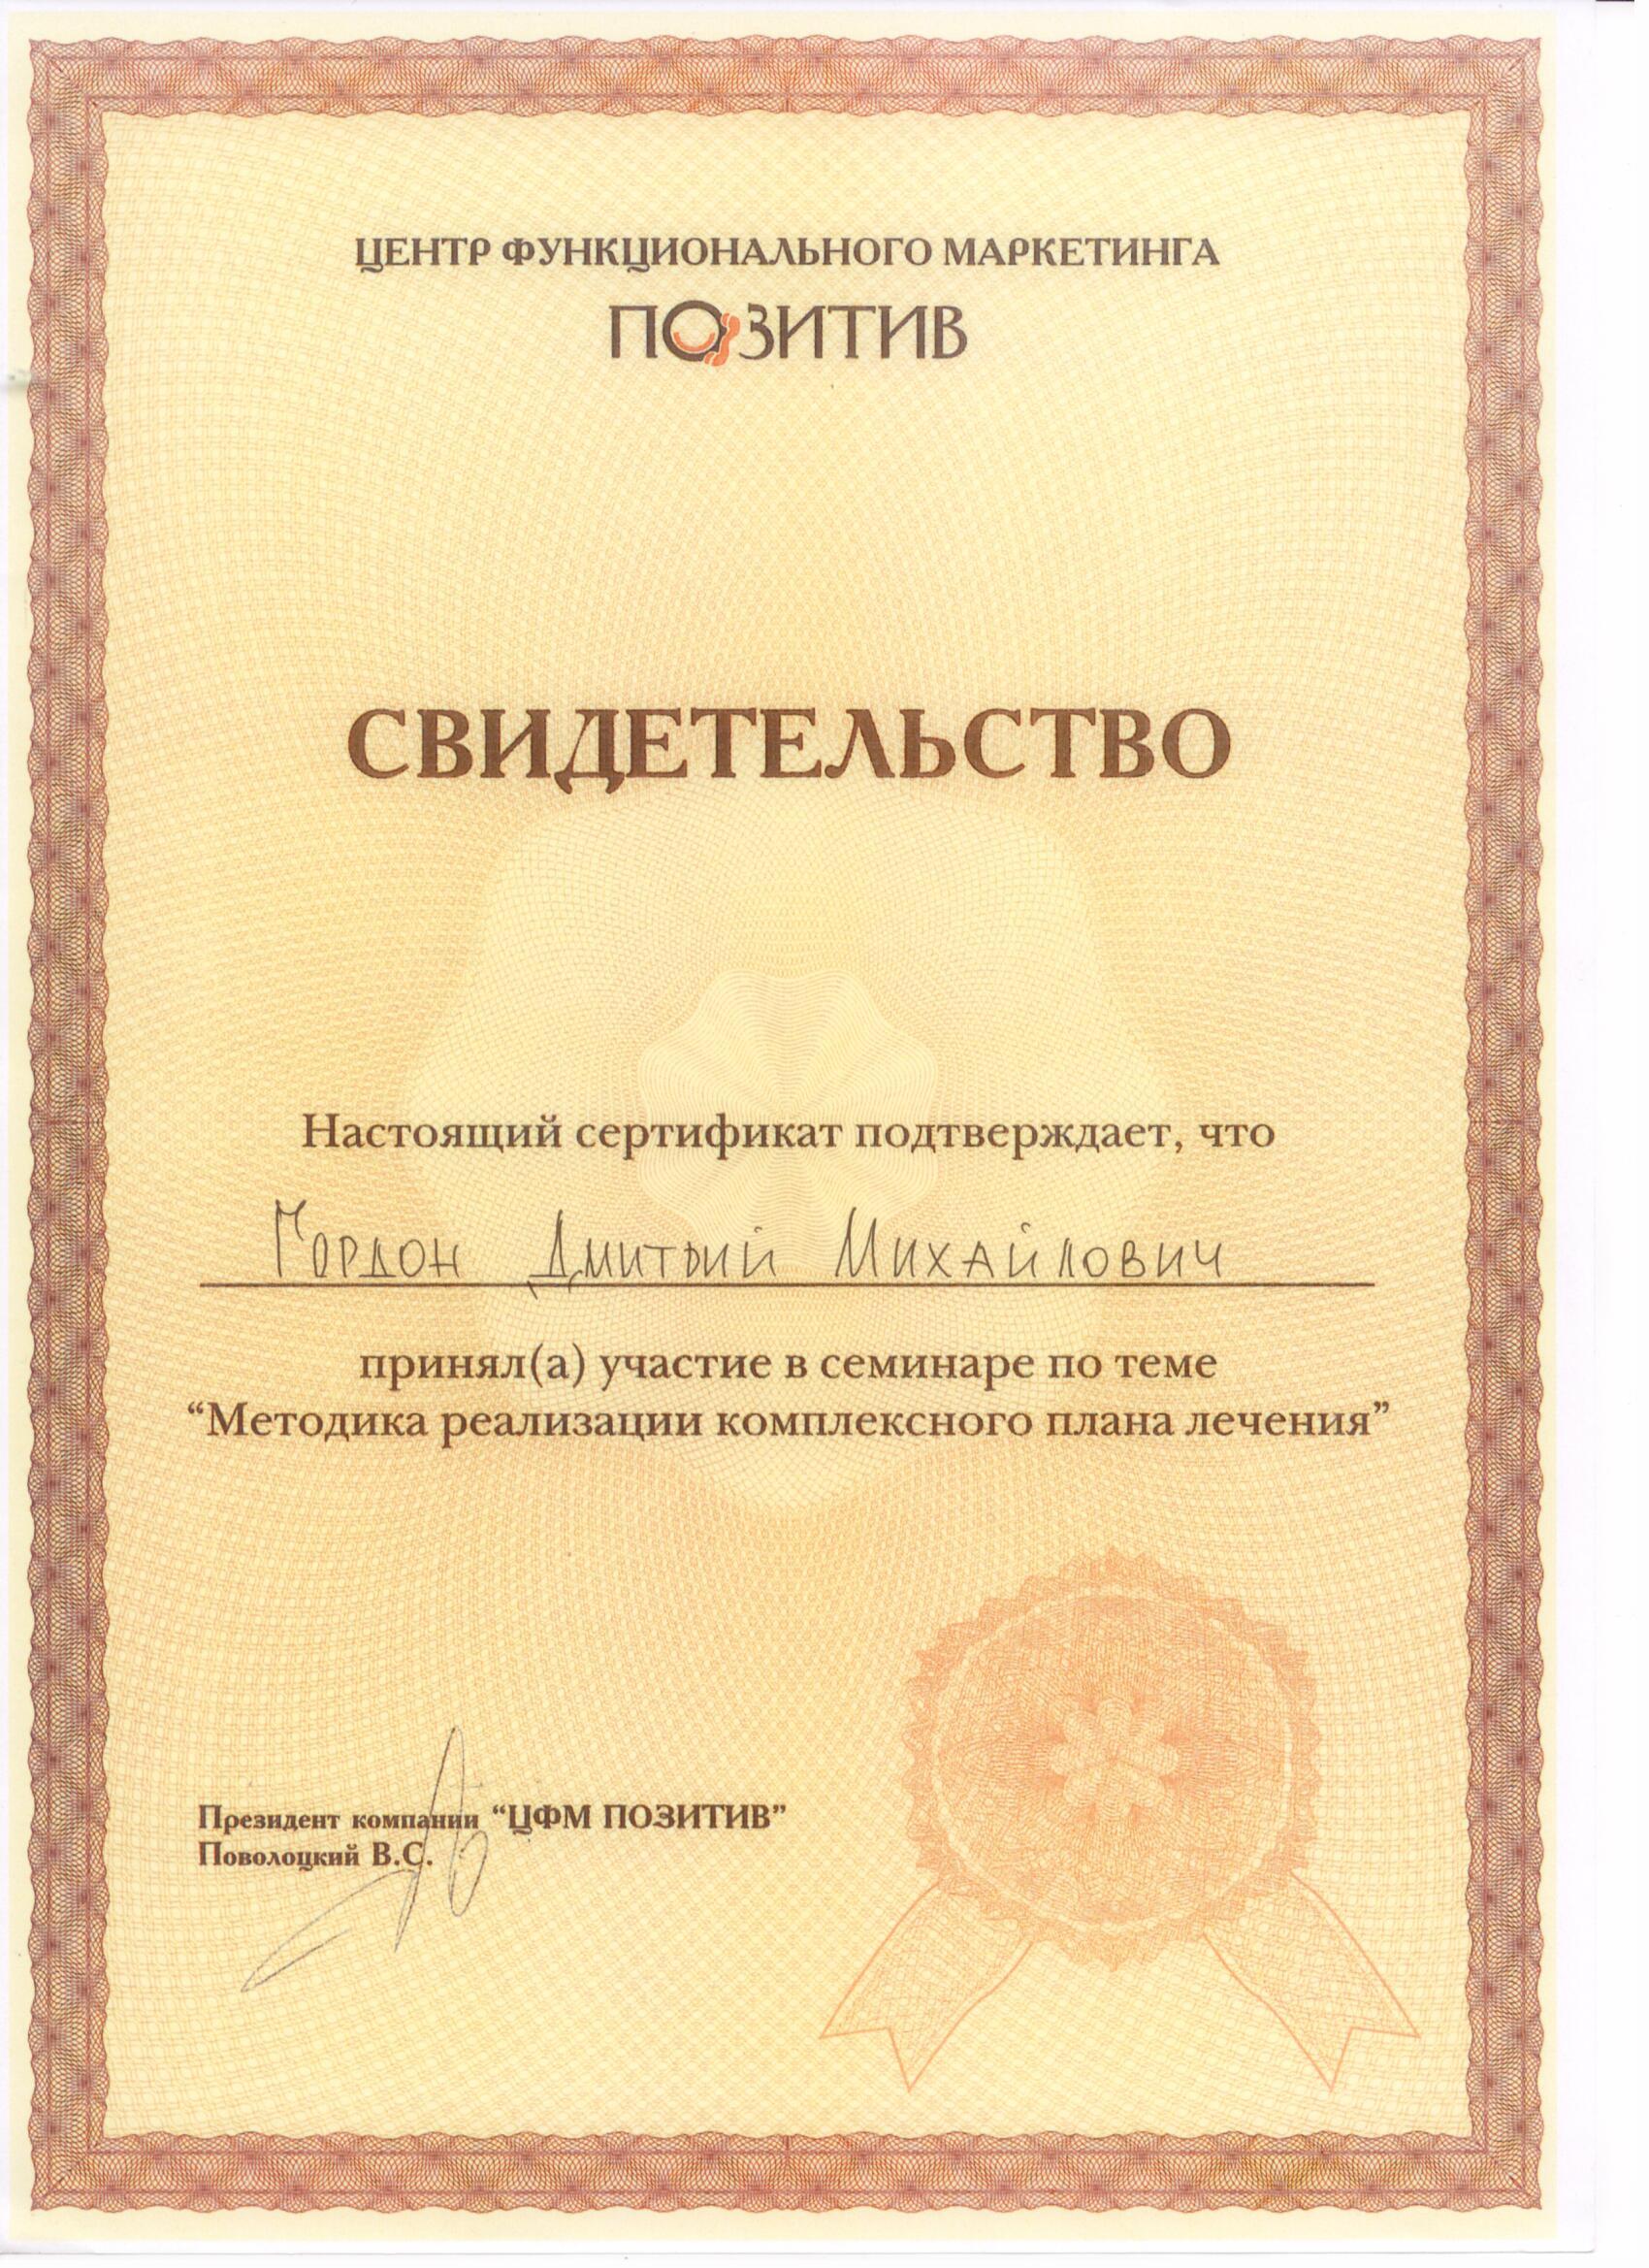 ЦЕНТР ФУНКЦИОНАЛЬНОГО МАРКЕТИНГА
ПОЗИТИВ
СВИДЕТЕЛЬСТВО
Настоящий сертификат подтверждает, что
Гордон Дмитрий Михайлович
принял(а) участие в семинаре по теме
“Методика реализации комплексного плана лечения”
Президент компании “ЦФМ ПОЗИТИВ”
Поволоцкий В.С.